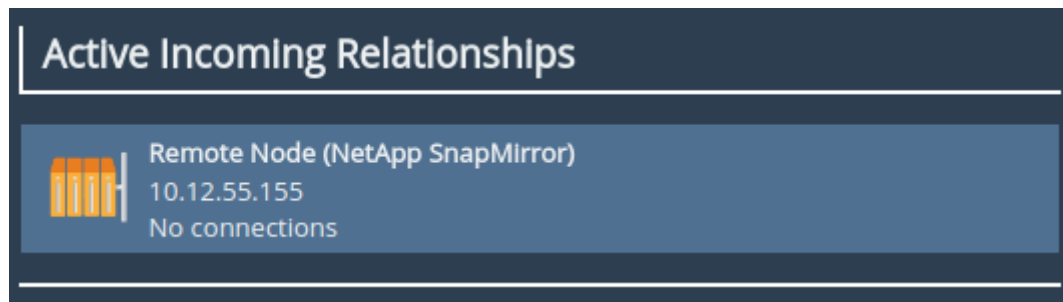 Active Incoming Relationships
Remote Node (NetApp SnapMirror)
10.12.55.155
No connections